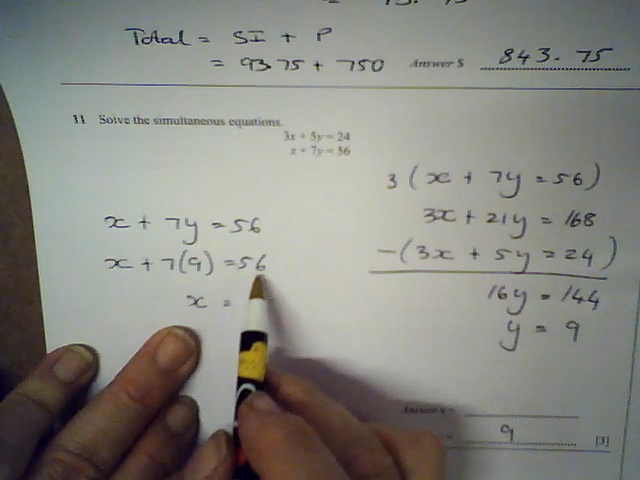 Total = SI + P
= 93.75 + 750
Answer $ 843.75
11 Solve the simultaneous equations.
3x + 5y = 24
x + 7y = 56
x + 7y = 56
x + 7(9) = 56
x =
3(x + 7y = 56)
3x + 21y = 168
-(3x + 5y = 24)
16y = 144
y = 9
Answer x
= 9 [3]